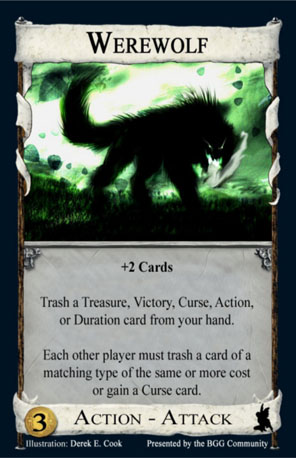 WEREWOLF
+2 Cards
Trash a Treasure, Victory, Curse, Action,
or Duration card from your hand.
Each other player must trash a card of a
matching type of the same or more cost
or gain a Curse card.
3 ACTION - ATTACK
Illustration: Derek E. Cook Presented by the BGG Community